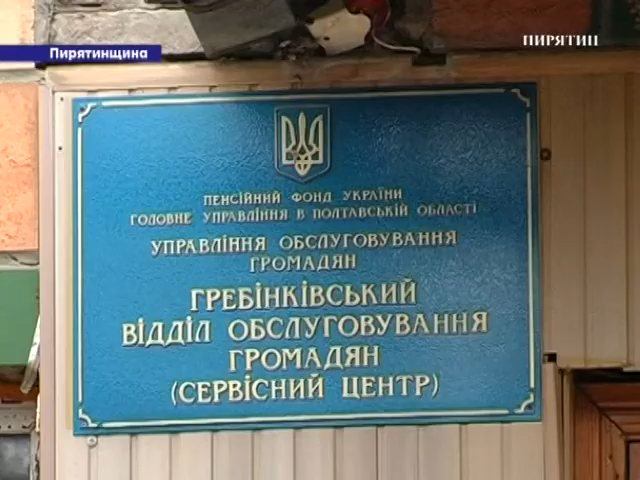 Пирятинщина
ПИРЯТИН
ПЕНСІЙНИЙ ФОНД УКРАЇНИ
ГОЛОВНЕ УПРАВЛІННЯ В ПОЛТАВСЬКІЙ ОБЛАСТІ
УПРАВЛІННЯ ОБСЛУГОВУВАННЯ
ГРОМАДЯН
ГРЕБІНКІВСЬКИЙ
ВІДДІЛ ОБСЛУГОВУВАННЯ
ГРОМАДЯН
(СЕРВІСНИЙ ЦЕНТР)